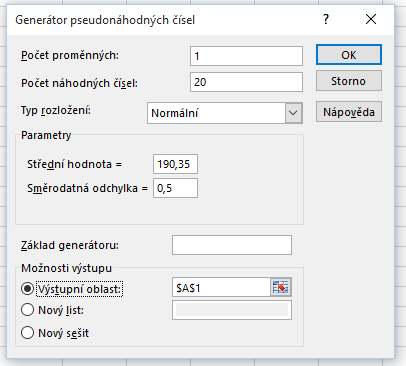 Generátor pseudonáhodných čísel
Počet proměnných: 1 OK
Počet náhodných čísel: 20 Storno
Typ rozložení: Normální Nápověda
Parametry
Střední hodnota = 190,35
Směrodatná odchylka = 0,5
Základ generátoru:
Možnosti výstupu
Výstupní oblast: $A$1
Nový list:
Nový sešit